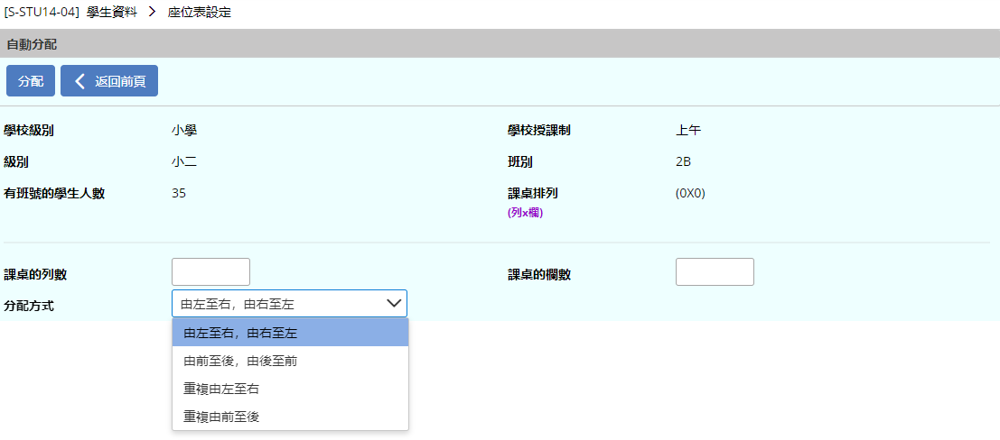 [S-STU14-04] 學生資料 > 座位表設定
自動分配
分配 返回前頁
學校級別 小學 學校授課制 上午
級別 小二 班別 2B
有班號的學生人數 35 課桌排列 (0X0)
(列x欄)
課桌的列數 課桌的欄數
分配方式 由左至右，由右至左
由左至右，由右至左
由前至後，由後至前
重複由左至右
重複由前至後